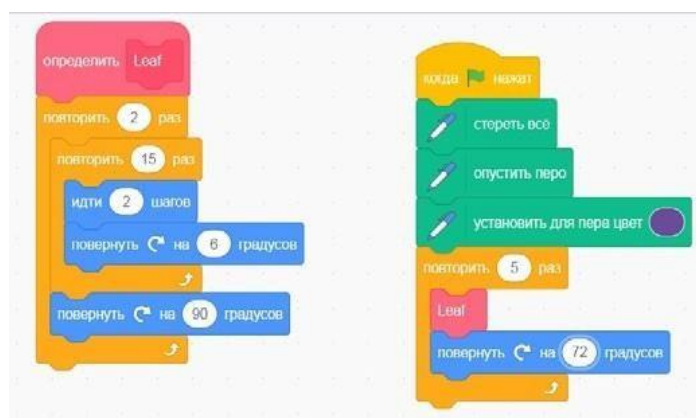 определить Leaf
повторить 2 раз
повторить 15 раз
идти 2 шагов
повернуть на 6 градусов
повернуть на 90 градусов
когда нажат
стереть всё
опустить перо
установить для пера цвет
повторить 5 раз
Leaf
повернуть на 72 градусов